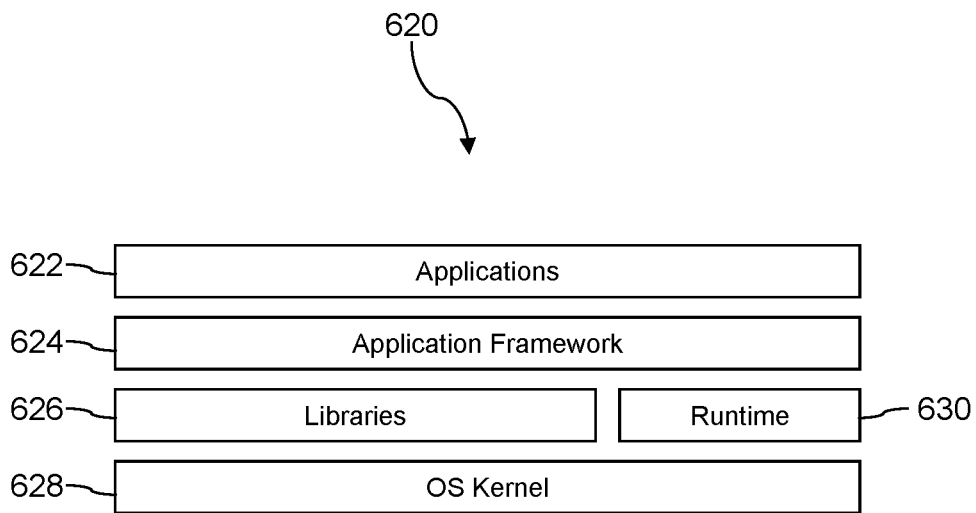 620
622 Applications
624 Application Framework
626 Libraries Runtime 630
628 OS Kernel